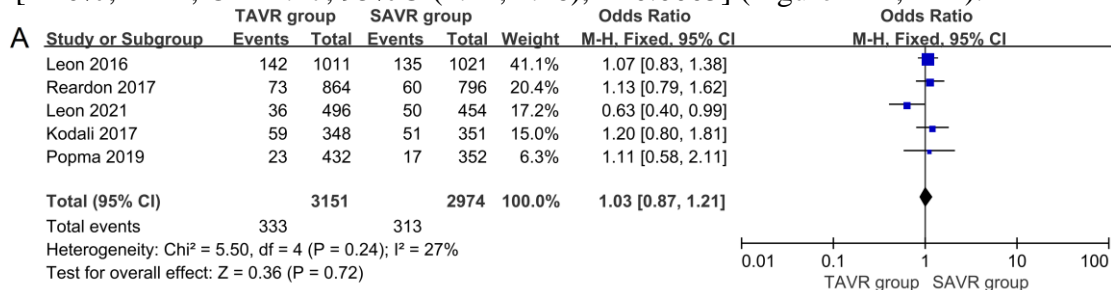 A
TAVR group SAVR group Odds Ratio Odds Ratio
Study or Subgroup Events Total Events Total Weight M-H, Fixed, 95% CI M-H, Fixed, 95% CI
Leon 2016 142 1011 135 1021 41.1% 1.07 [0.83, 1.38]
Reardon 2017 73 864 60 796 20.4% 1.13 [0.79, 1.62]
Leon 2021 36 496 50 454 17.2% 0.63 [0.40, 0.99]
Kodali 2017 59 348 51 351 15.0% 1.20 [0.80, 1.81]
Popma 2019 23 432 17 352 6.3% 1.11 [0.58, 2.11]
Total (95% CI) 3151 2974 100.0% 1.03 [0.87, 1.21]
Total events 333 313
Heterogeneity: Chi² = 5.50, df = 4 (P = 0.24); I² = 27%
Test for overall effect: Z = 0.36 (P = 0.72)
0.01 0.1 1 10 100
TAVR group SAVR group